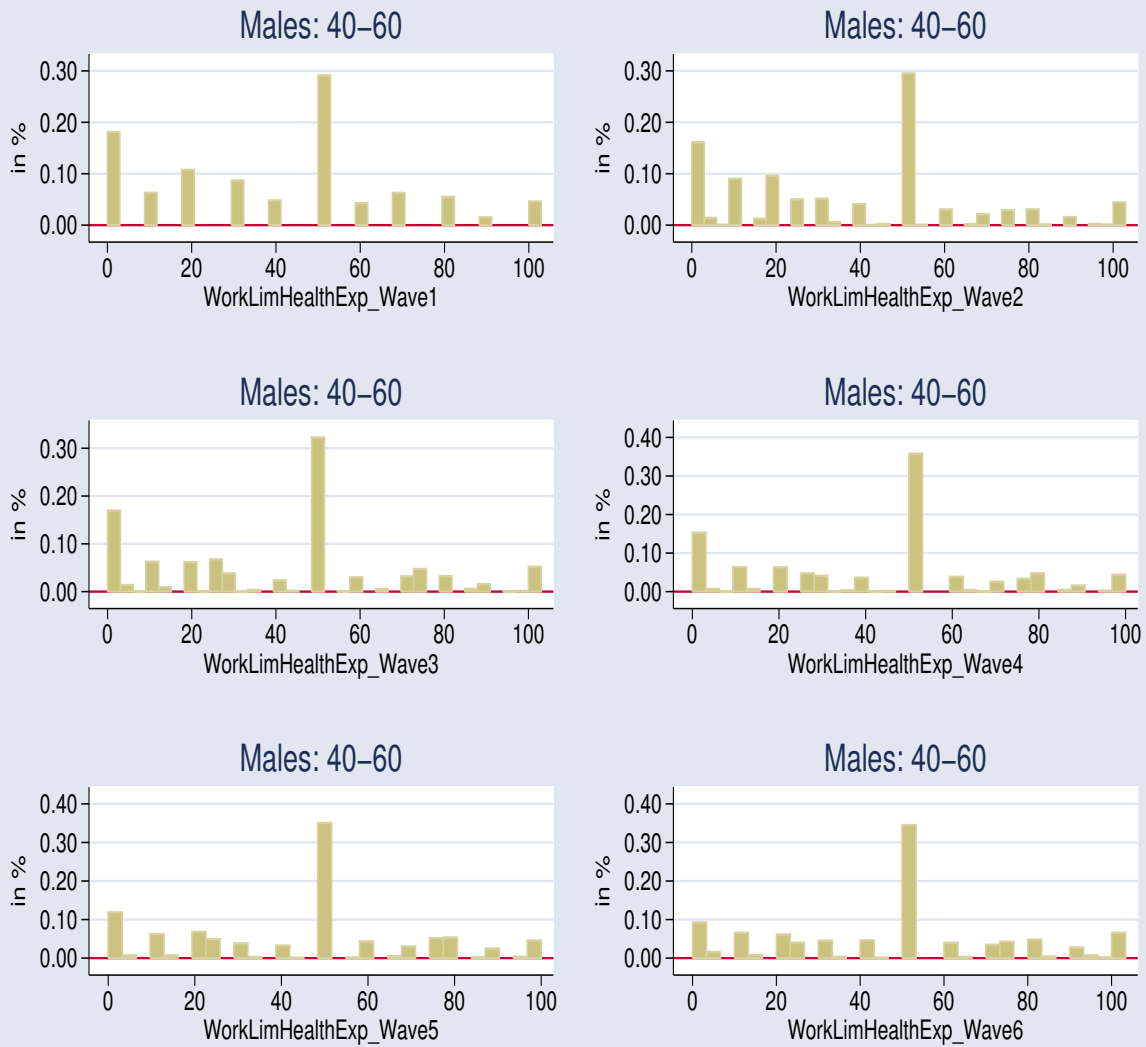 Males: 40–60
in %
0.30
0.20
0.10
0.00
0 20 40 60 80 100
WorkLimHealthExp_Wave1
Males: 40–60
in %
0.30
0.20
0.10
0.00
0 20 40 60 80 100
WorkLimHealthExp_Wave2
Males: 40–60
in %
0.30
0.20
0.10
0.00
0 20 40 60 80 100
WorkLimHealthExp_Wave3
Males: 40–60
in %
0.40
0.30
0.20
0.10
0.00
0 20 40 60 80 100
WorkLimHealthExp_Wave4
Males: 40–60
in %
0.40
0.30
0.20
0.10
0.00
0 20 40 60 80 100
WorkLimHealthExp_Wave5
Males: 40–60
in %
0.40
0.30
0.20
0.10
0.00
0 20 40 60 80 100
WorkLimHealthExp_Wave6